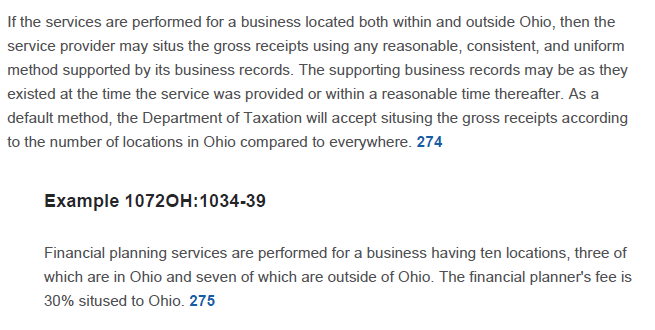 If the services are performed for a business located both within and outside Ohio, then the
service provider may situs the gross receipts using any reasonable, consistent, and uniform
method supported by its business records. The supporting business records may be as they
existed at the time the service was provided or within a reasonable time thereafter. As a
default method, the Department of Taxation will accept situsing the gross receipts according
to the number of locations in Ohio compared to everywhere. 274
Example 1072OH:1034-39
Financial planning services are performed for a business having ten locations, three of
which are in Ohio and seven of which are outside of Ohio. The financial planner's fee is
30% sitused to Ohio. 275